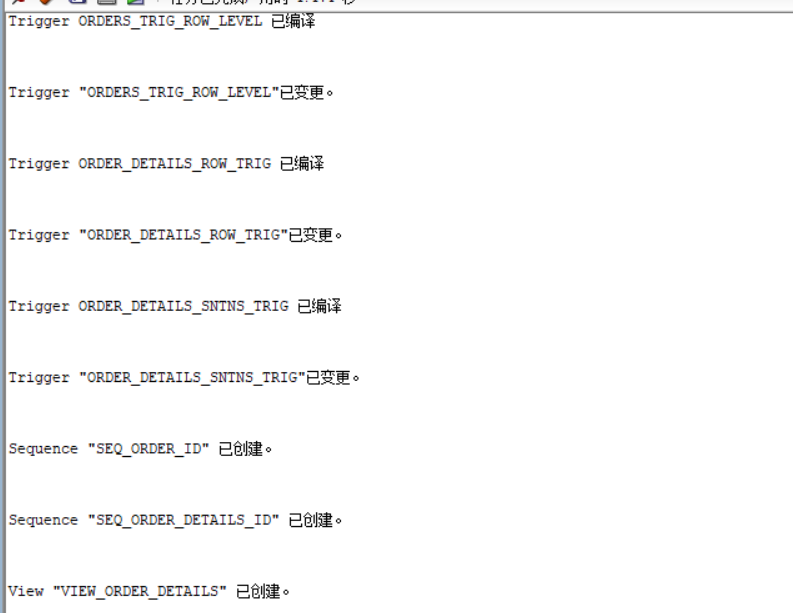 Trigger ORDERS_TRIG_ROW_LEVEL 已编译
Trigger "ORDERS_TRIG_ROW_LEVEL"已变更。
Trigger ORDER_DETAILS_ROW_TRIG 已编译
Trigger "ORDER_DETAILS_ROW_TRIG"已变更。
Trigger ORDER_DETAILS_SNTNS_TRIG 已编译
Trigger "ORDER_DETAILS_SNTNS_TRIG"已变更。
Sequence "SEQ_ORDER_ID" 已创建。
Sequence "SEQ_ORDER_DETAILS_ID" 已创建。
View "VIEW_ORDER_DETAILS" 已创建。